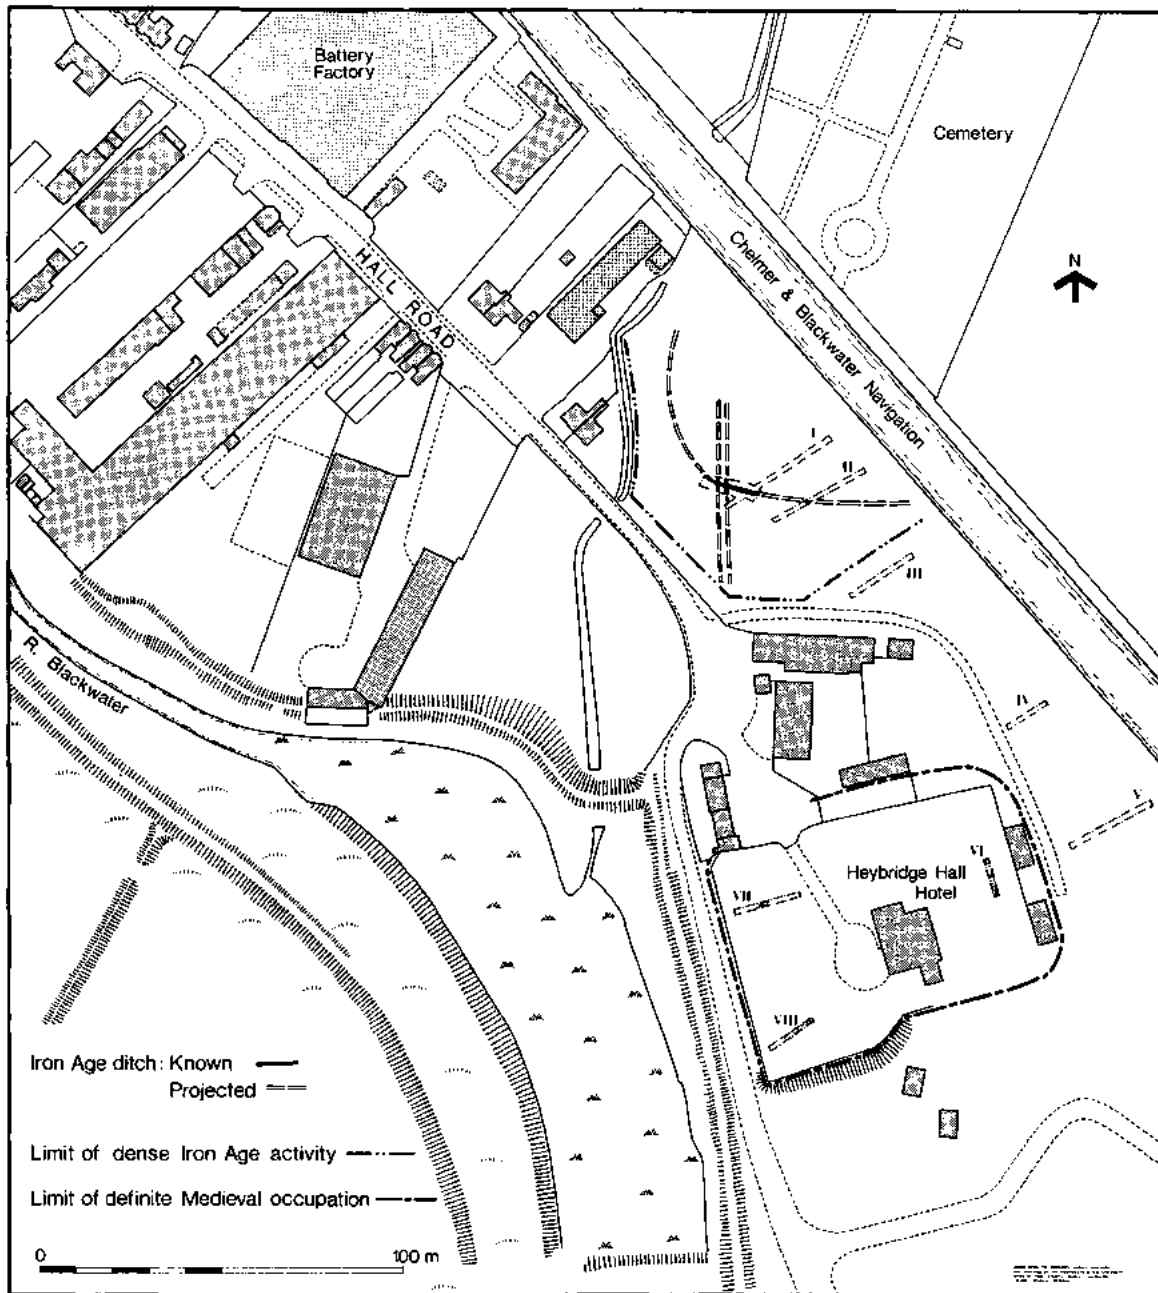 Battery
Factory
Cemetery
N
HALL ROAD
Chelmer & Blackwater Navigation
I
II
III
R. Blackwater
IV
V
VI
Heybridge Hall
Hotel
VII
VIII
Iron Age ditch: Known
Projected
Limit of dense Iron Age activity
Limit of definite Medieval occupation
0 100 m